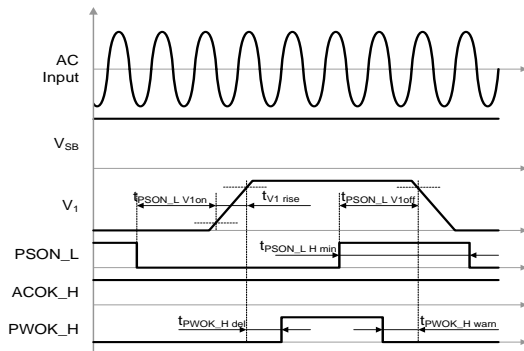 AC
Input
VSB
V1
tPSON_L V1on
tV1 rise
tPSON_L V1off
PSON_L
tPSON_L H min
ACOK_H
PWOK_H
tPWOK_H del
tPWOK_H warn